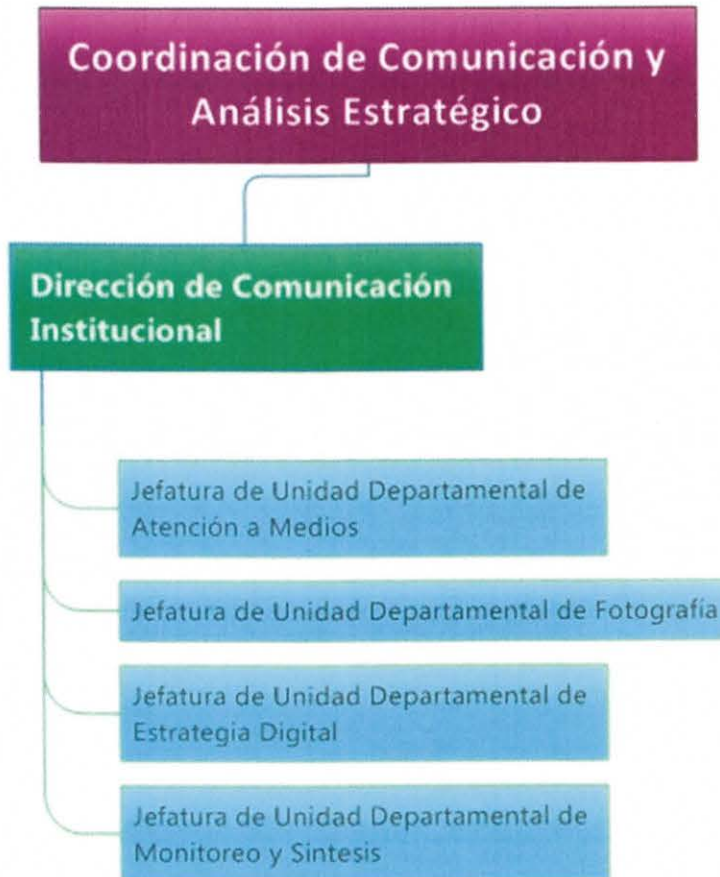 Coordinación de Comunicación y
Análisis Estratégico
Dirección de Comunicación
Institucional
Jefatura de Unidad Departamental de
Atención a Medios
Jefatura de Unidad Departamental de Fotografía
Jefatura de Unidad Departamental de
Estrategia Digital
Jefatura de Unidad Departamental de
Monitoreo y Sintesis